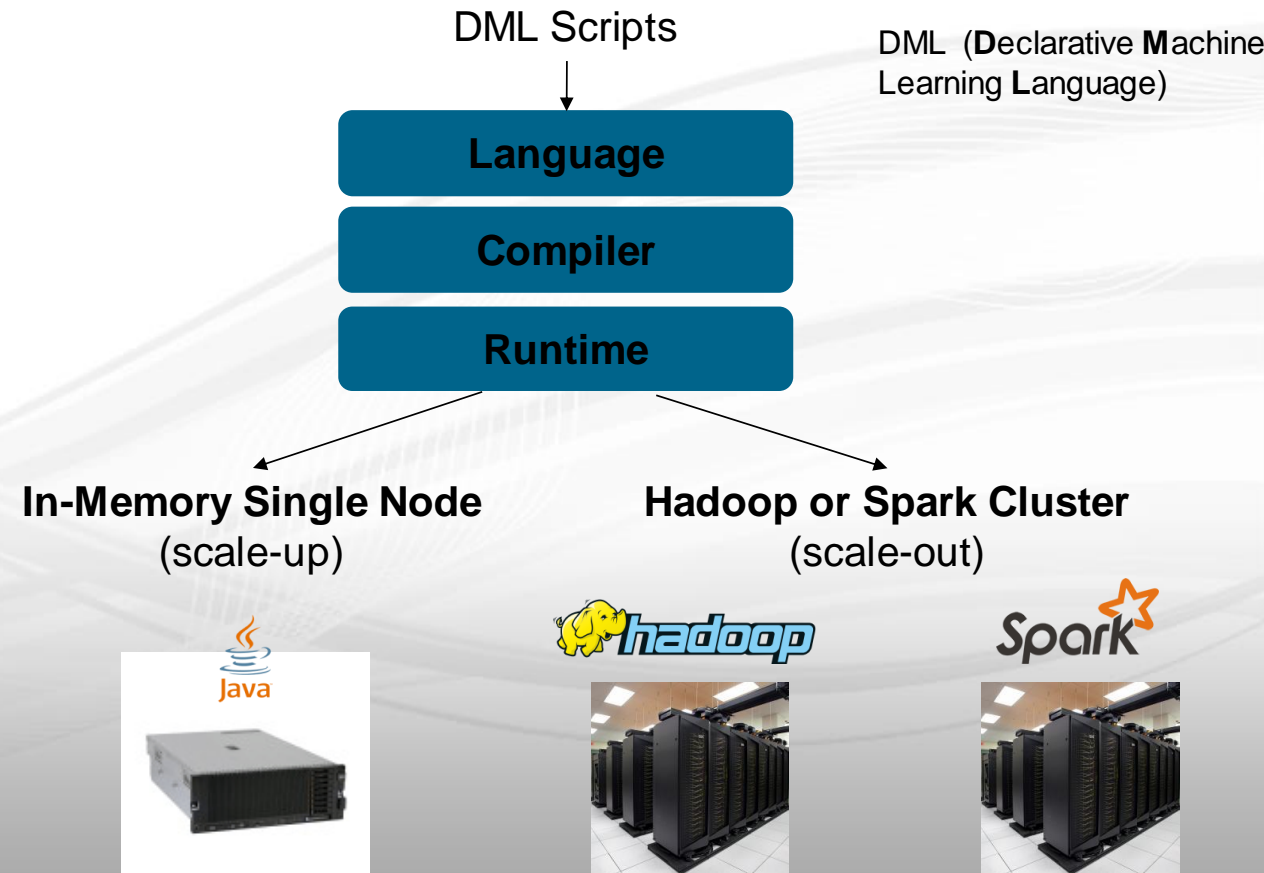 DML Scripts
DML (Declarative Machine
Learning Language)
Language
Compiler
Runtime
In-Memory Single Node
(scale-up)
Hadoop or Spark Cluster
(scale-out)
Java
hadoop
Spark